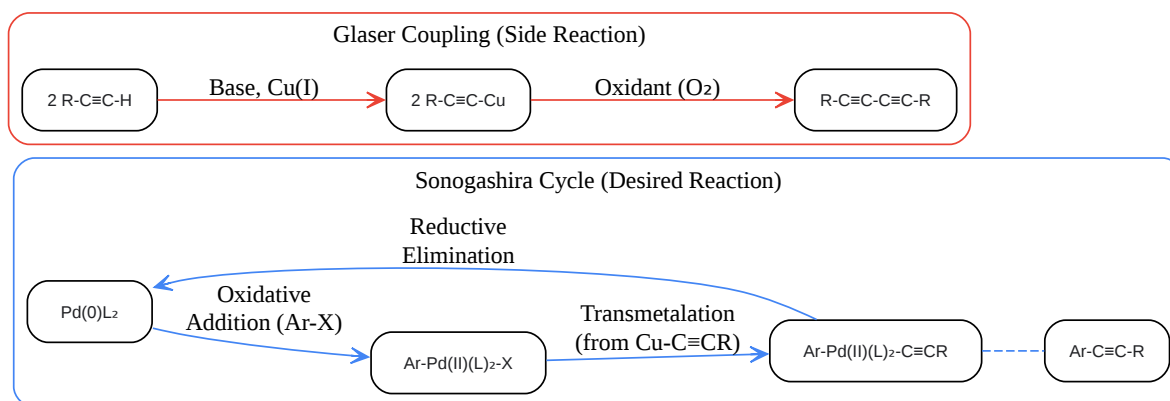 Glaser Coupling (Side Reaction)
2 R-C≡C-H
Base, Cu(I)
2 R-C≡C-Cu
Oxidant (O₂)
R-C≡C-C≡C-R
Sonogashira Cycle (Desired Reaction)
Reductive
Elimination
Pd(0)L₂
Oxidative
Addition (Ar-X)
Ar-Pd(II)(L)₂-X
Transmetalation
(from Cu-C≡CR)
Ar-Pd(II)(L)₂-C≡CR
Ar-C≡C-R